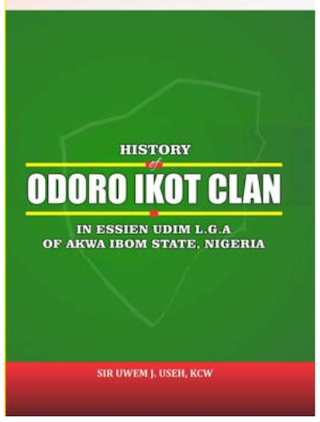 HISTORY
of
ODORO IKOT CLAN
IN ESSIEN UDIM L.G.A
OF AKWA IBOM STATE, NIGERIA
SIR UWEM J. USEH, KCW